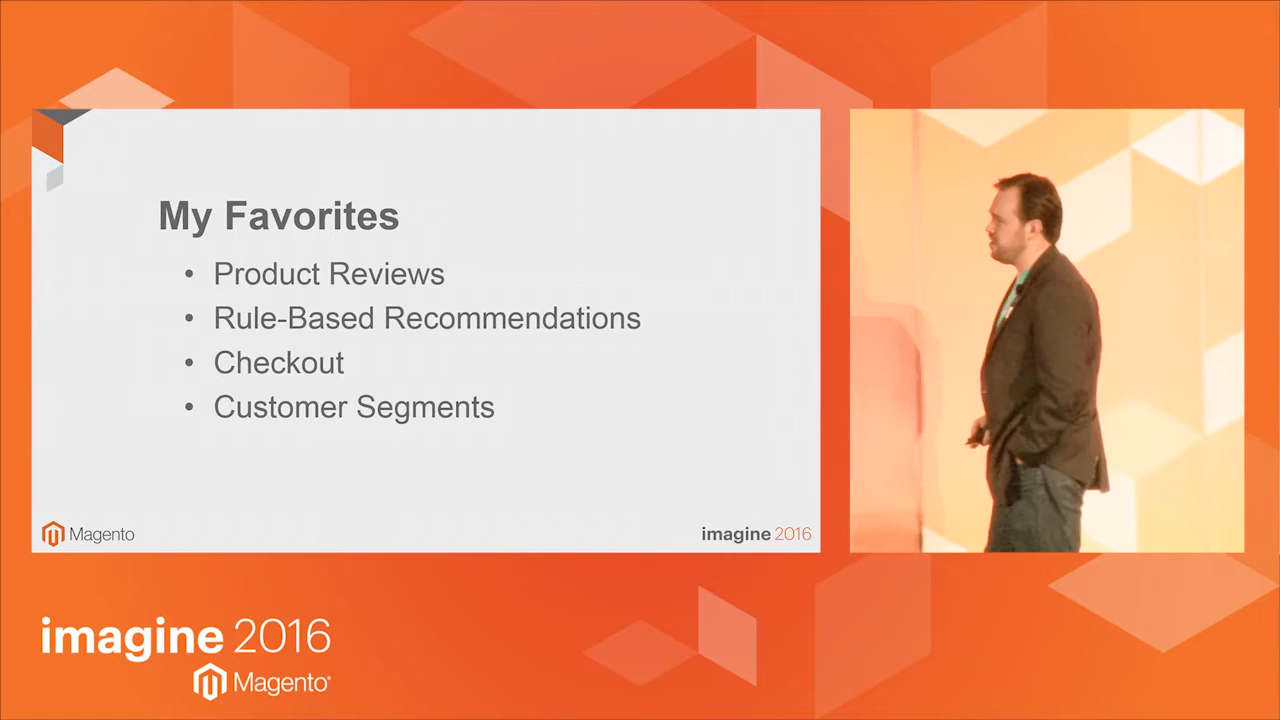 My Favorites
• Product Reviews
• Rule-Based Recommendations
• Checkout
• Customer Segments
Magento
imagine 2016
imagine 2016
Magento®